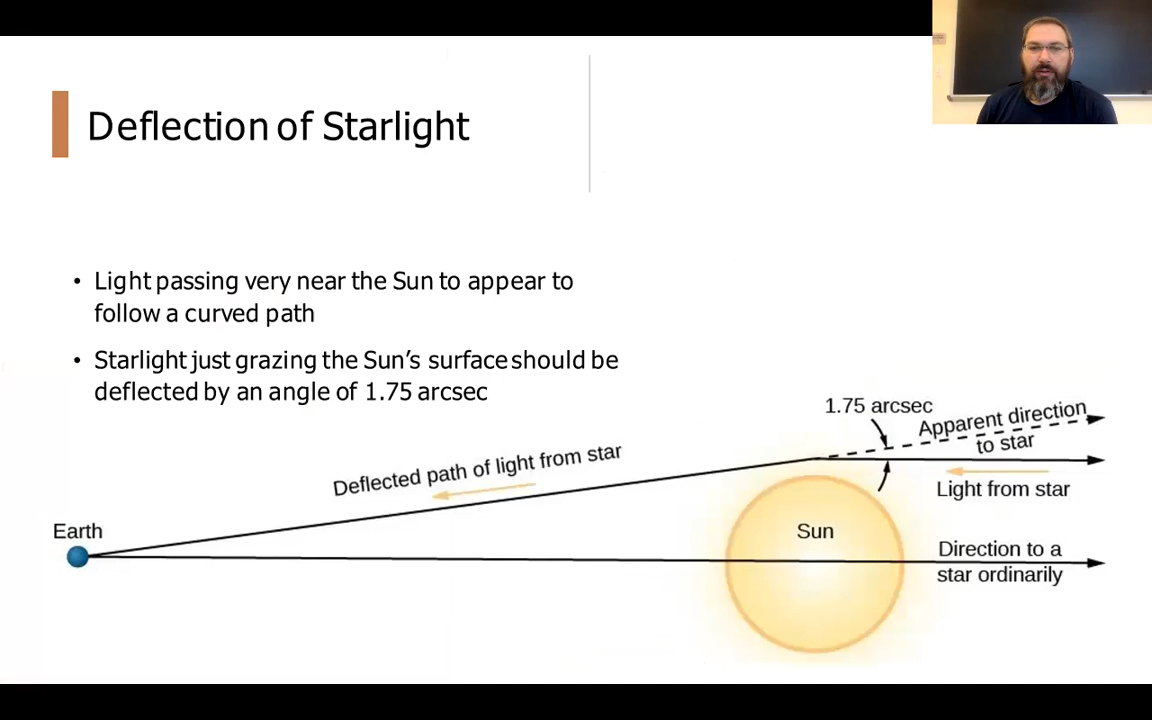 Deflection of Starlight
• Light passing very near the Sun to appear to
follow a curved path
• Starlight just grazing the Sun's surface should be
deflected by an angle of 1.75 arcsec
1.75 arcsec
Apparent direction
to star
Deflected path of light from star
Light from star
Earth
Sun
Direction to a
star ordinarily